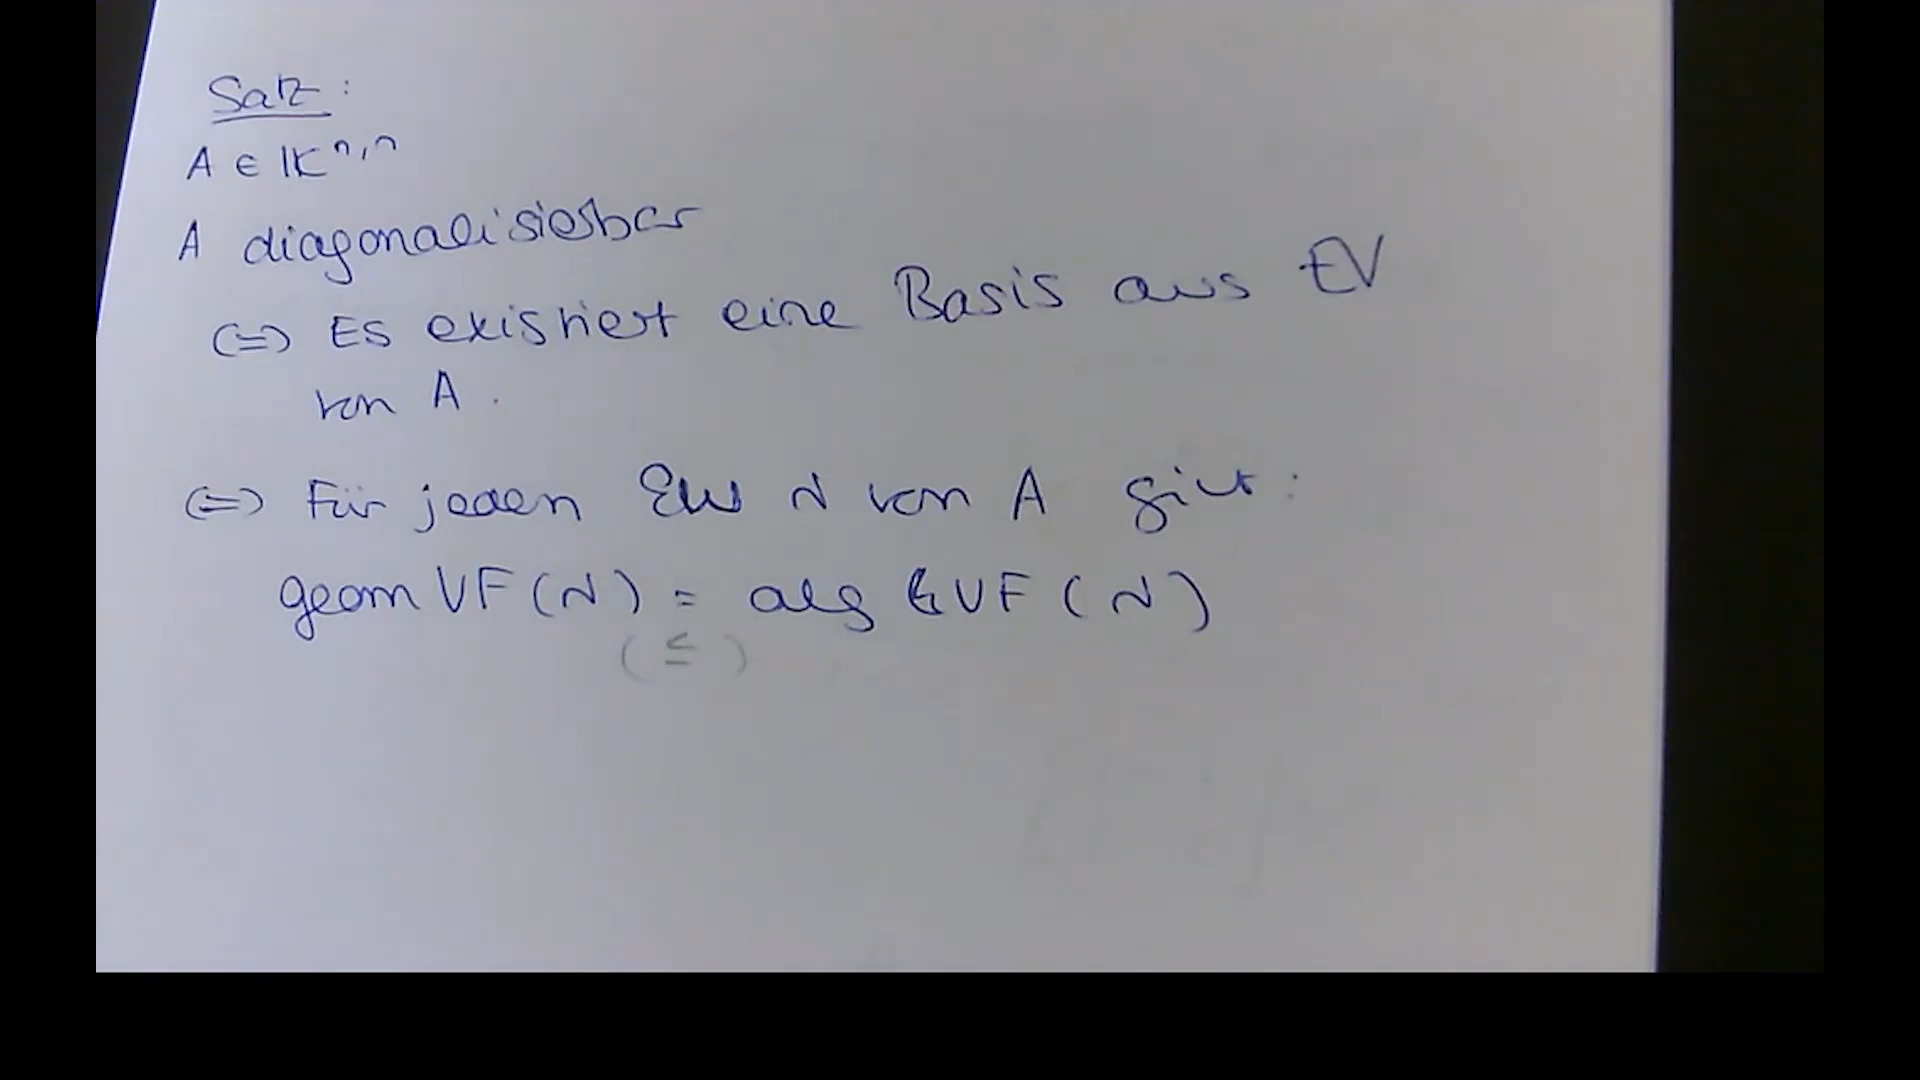 Satz:
A ∈ K^n,n
A diagonalisierbar
(=) Es existiert eine Basis aus EV
von A.
(=) Für jeden EW λ von A gilt:
geom VF(λ) = alg VF(λ)
(≤)